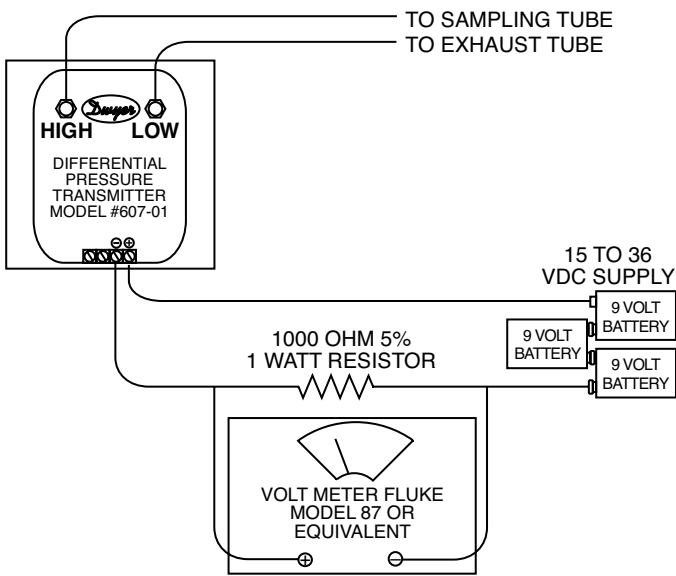 TO SAMPLING TUBE
TO EXHAUST TUBE
Dwyer
HIGH LOW
DIFFERENTIAL
PRESSURE
TRANSMITTER
MODEL #607-01
⊖ ⊕
15 TO 36
VDC SUPPLY
9 VOLT
BATTERY
9 VOLT
BATTERY
9 VOLT
BATTERY
1000 OHM 5%
1 WATT RESISTOR
VOLT METER FLUKE
MODEL 87 OR
EQUIVALENT
⊕ ⊖